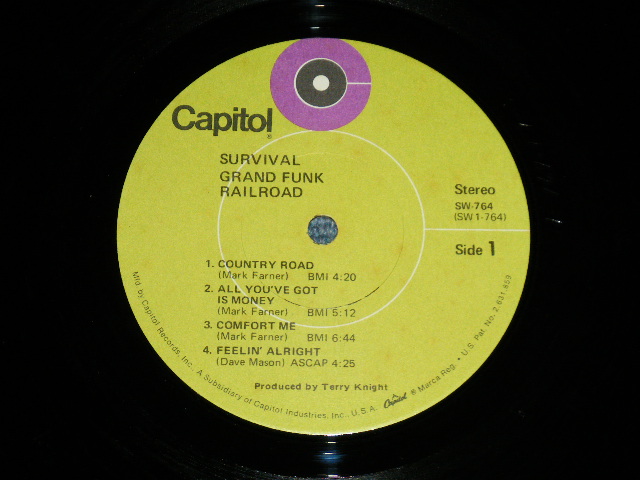 Capitol®
SURVIVAL
GRAND FUNK
RAILROAD
Stereo
SW-764
(SW1-764)
Side 1
1. COUNTRY ROAD
(Mark Farner) BMI 4:20
2. ALL YOU'VE GOT
IS MONEY
(Mark Farner) BMI 5:12
3. COMFORT ME
(Mark Farner) BMI 6:44
4. FEELIN' ALRIGHT
(Dave Mason) ASCAP 4:25
Produced by Terry Knight
Mfd. by Capitol Records, Inc., A Subsidiary of Capitol Industries, Inc., U.S.A. Capitol ® Marca Reg. • U.S. Pat. No. 2,631,859